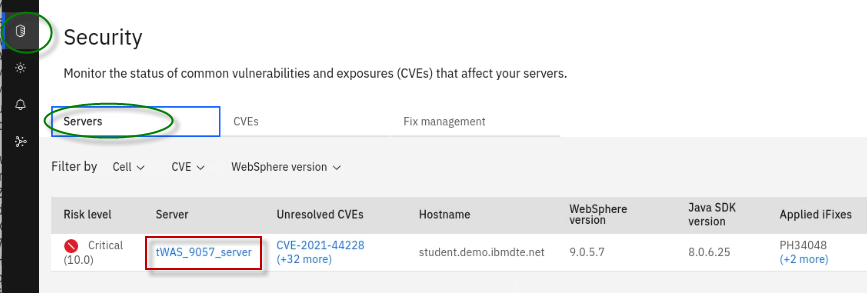 Security
Monitor the status of common vulnerabilities and exposures (CVEs) that affect your servers.
Servers CVEs Fix management
Filter by Cell CVE WebSphere version
Risk level Server Unresolved CVEs Hostname WebSphere version Java SDK version Applied iFixes
Critical (10.0) tWAS_9057_server CVE-2021-44228 (+32 more) student.demo.ibmdte.net 9.0.5.7 8.0.6.25 PH34048 (+2 more)